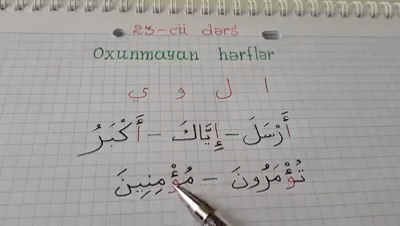 23-cü dərs
Oxunmayan hərflər
ا ل و ي
أَرْسَلَ – إِيَّاكَ – أَكْبَرُ
تُؤْمَرُونَ – مُؤْمِنِينَ